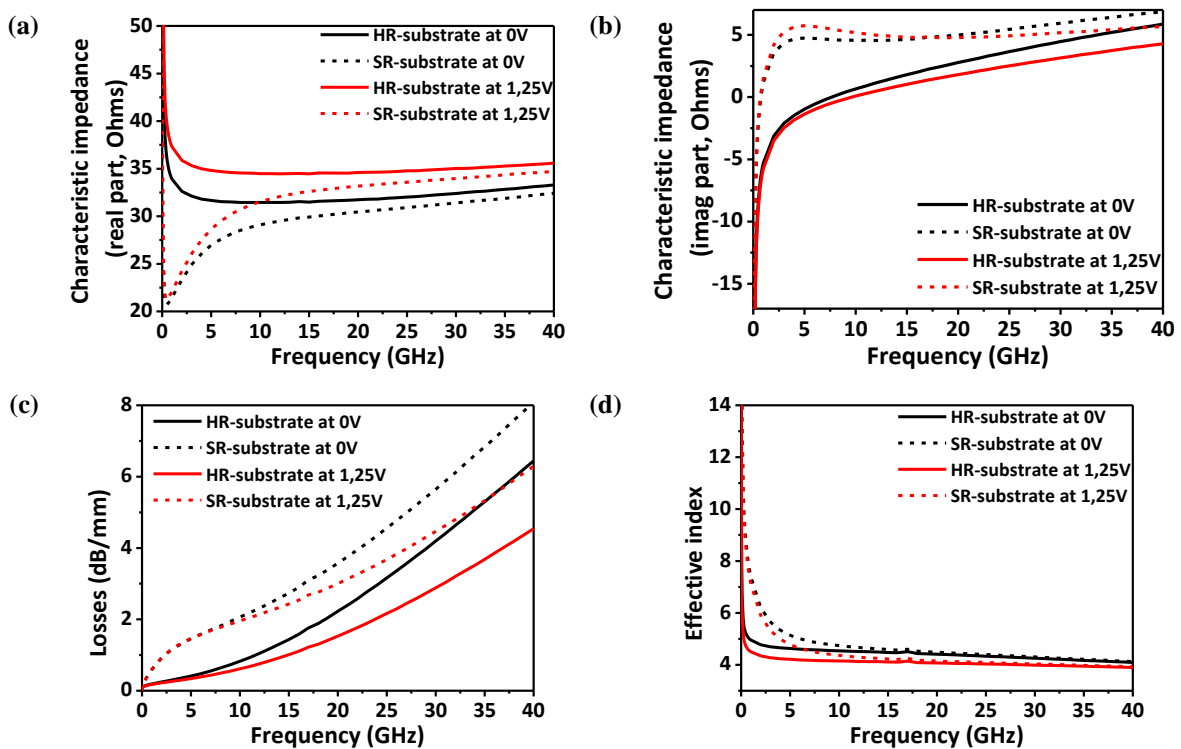 (a)
Characteristic impedance
(real part, Ohms)
50
45
40
35
30
25
20
HR-substrate at 0V
SR-substrate at 0V
HR-substrate at 1,25V
SR-substrate at 1,25V
0 5 10 15 20 25 30 35 40
Frequency (GHz)
(b)
Characteristic impedance
(imag part, Ohms)
5
0
-5
-10
-15
HR-substrate at 0V
SR-substrate at 0V
HR-substrate at 1,25V
SR-substrate at 1,25V
0 5 10 15 20 25 30 35 40
Frequency (GHz)
(c)
Losses (dB/mm)
8
6
4
2
0
HR-substrate at 0V
SR-substrate at 0V
HR-substrate at 1,25V
SR-substrate at 1,25V
0 5 10 15 20 25 30 35 40
Frequency (GHz)
(d)
Effective index
14
12
10
8
6
4
HR-substrate at 0V
SR-substrate at 0V
HR-substrate at 1,25V
SR-substrate at 1,25V
0 5 10 15 20 25 30 35 40
Frequency (GHz)